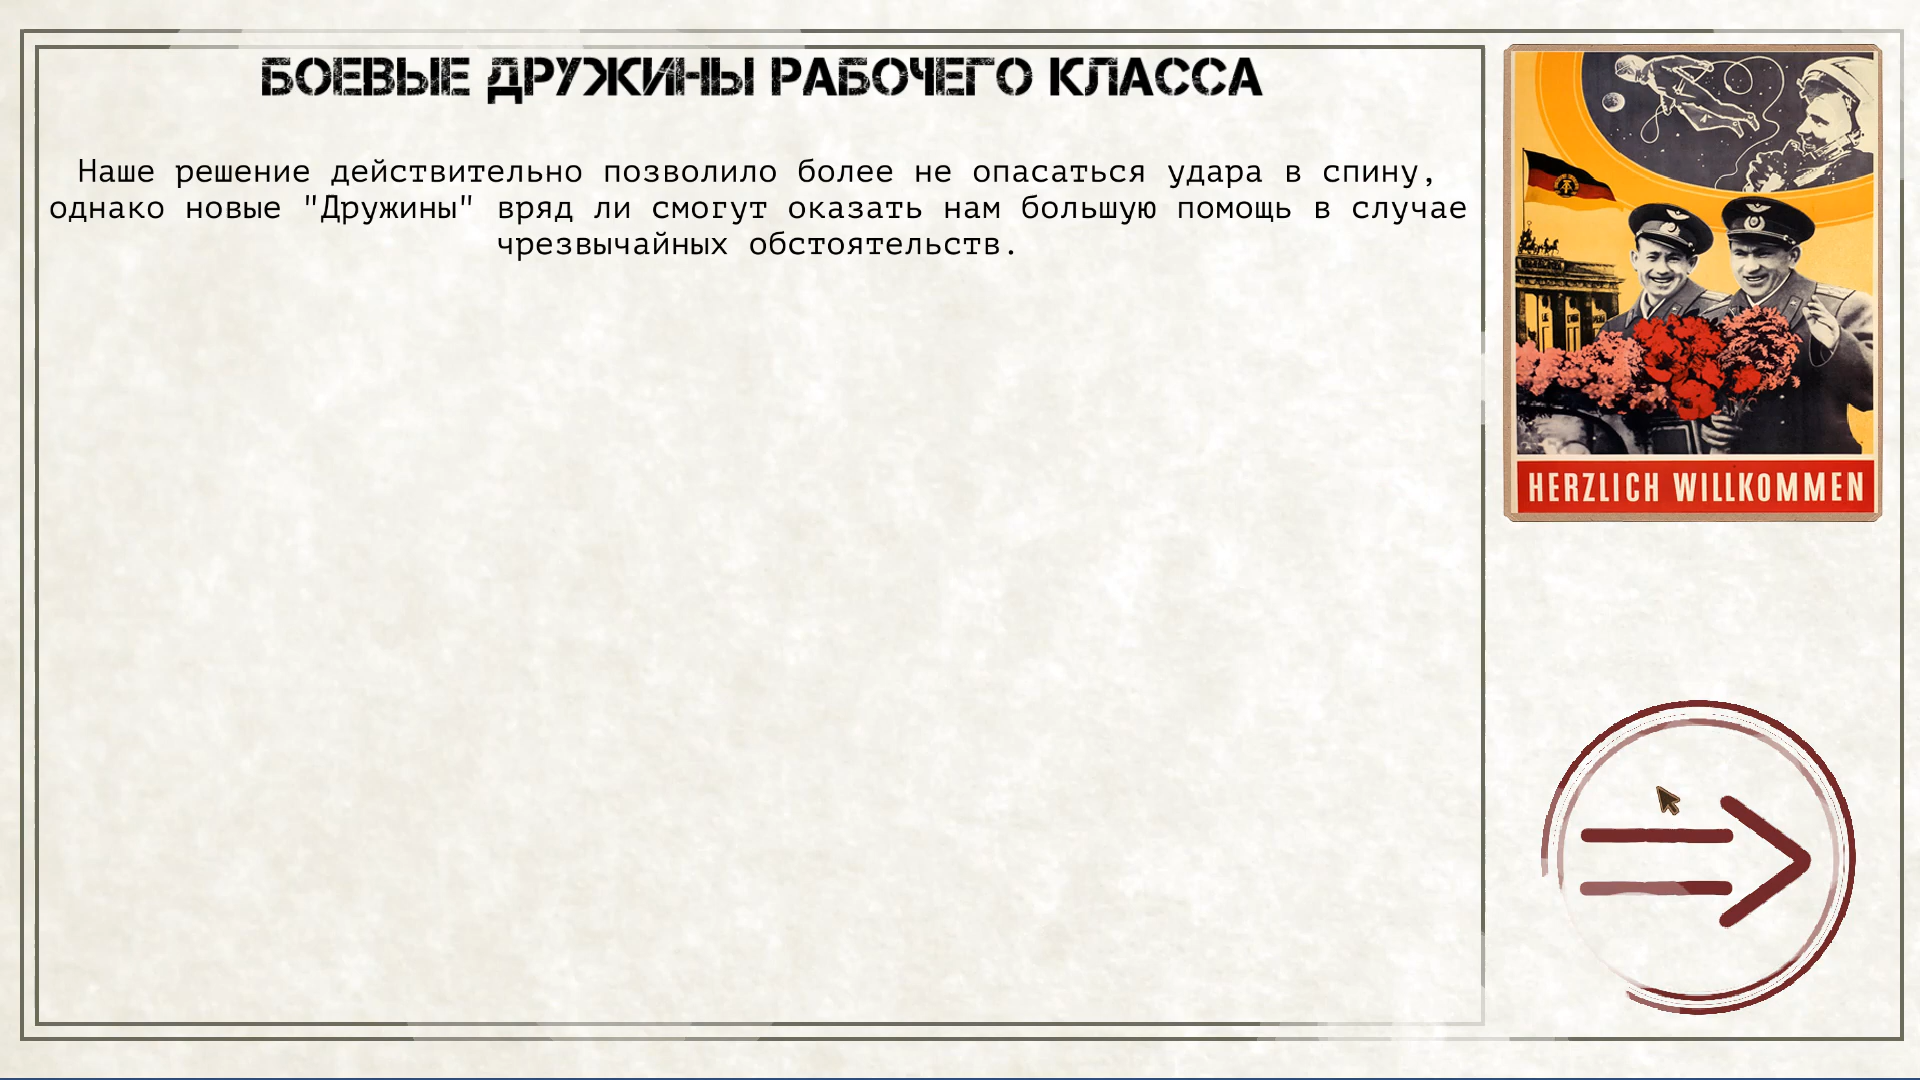 БОЕВЫЕ ДРУЖИНЫ РАБОЧЕГО КЛАССА
Наше решение действительно позволило более не опасаться удара в спину,
однако новые "Дружины" вряд ли смогут оказать нам большую помощь в случае
чрезвычайных обстоятельств.
HERZLICH WILLKOMMEN